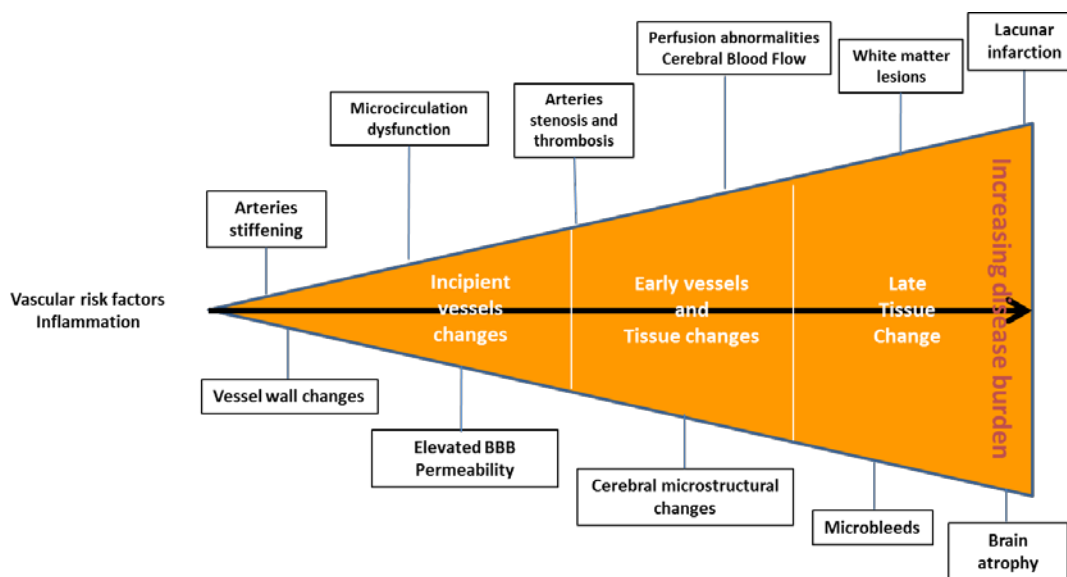 Lacunar
infarction
Perfusion abnormalities
Cerebral Blood Flow
White matter
lesions
Arteries
stenosis and
thrombosis
Microcirculation
dysfunction
Arteries
stiffening
Vascular risk factors
Inflammation
Incipient
vessels
changes
Early vessels
and
Tissue changes
Late
Tissue
Change
Increasing disease burden
Vessel wall changes
Elevated BBB
Permeability
Cerebral microstructural
changes
Microbleeds
Brain
atrophy